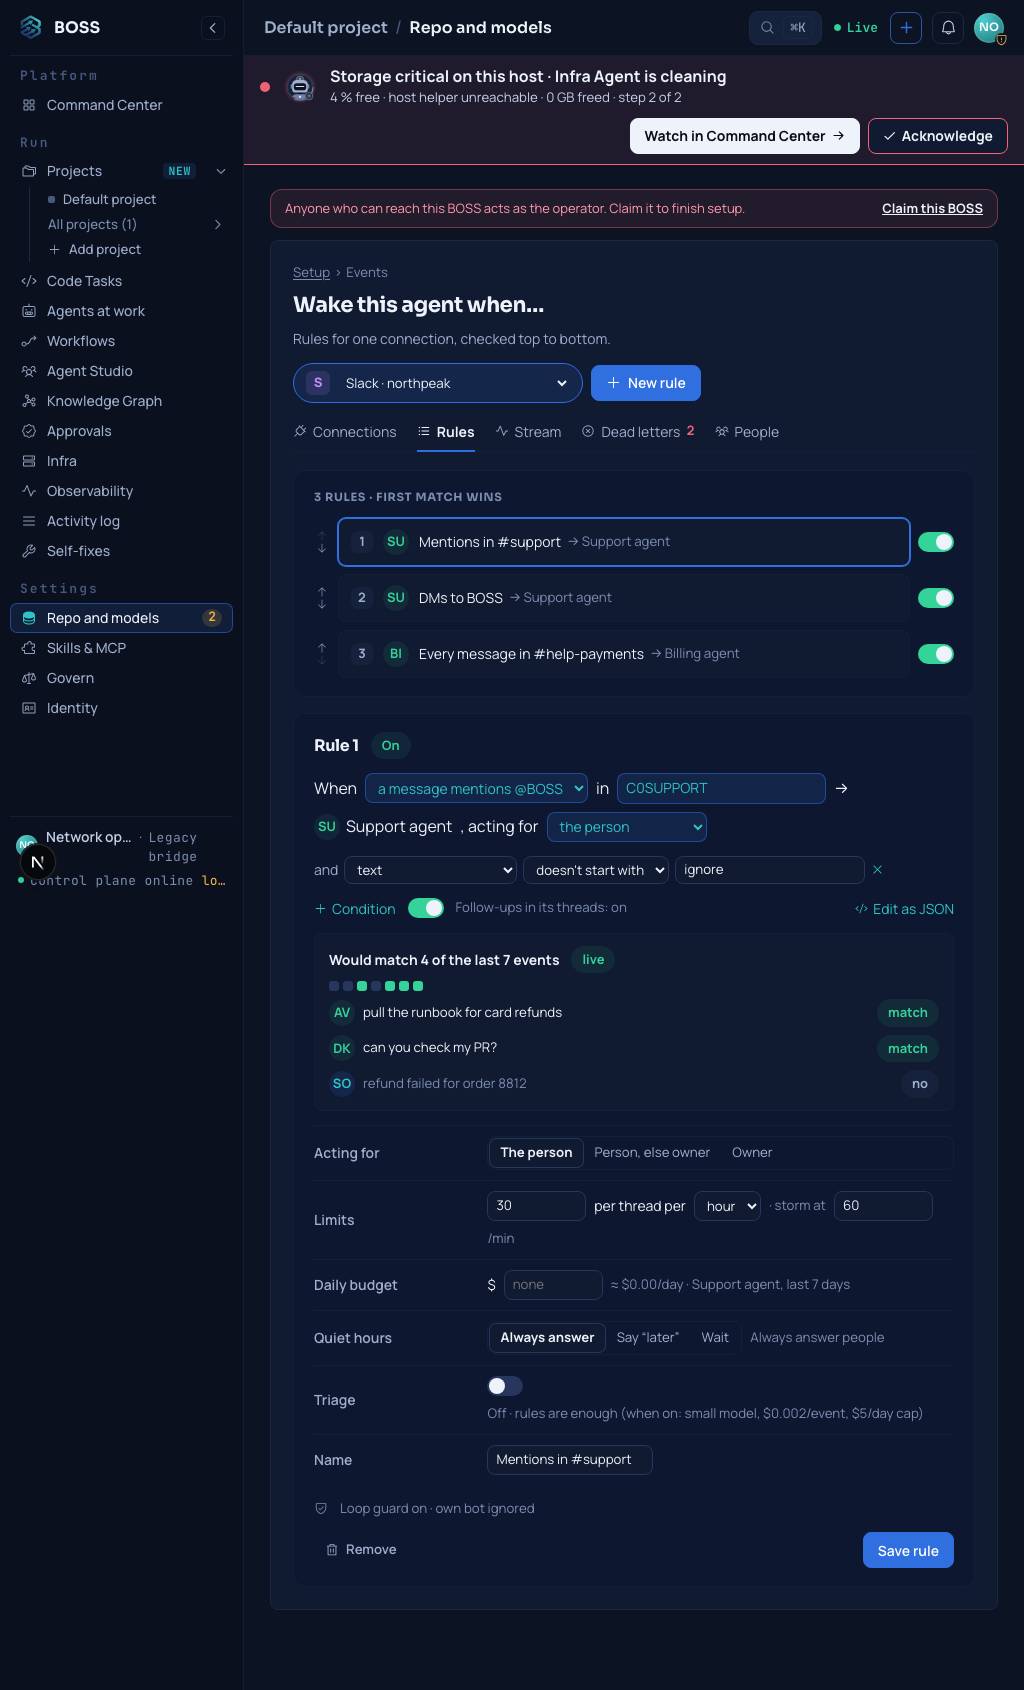 BOSS
Default project / Repo and models
⌘K
Live
NO
Platform
Command Center
Run
Projects NEW
Default project
All projects (1)
Add project
Code Tasks
Agents at work
Workflows
Agent Studio
Knowledge Graph
Approvals
Infra
Observability
Activity log
Self-fixes
Settings
Repo and models 2
Skills & MCP
Govern
Identity
Network op… · Legacy
bridge
control plane online lo…
Storage critical on this host · Infra Agent is cleaning
4 % free · host helper unreachable · 0 GB freed · step 2 of 2
Watch in Command Center →
Acknowledge
Anyone who can reach this BOSS acts as the operator. Claim it to finish setup.
Claim this BOSS
Setup › Events
Wake this agent when…
Rules for one connection, checked top to bottom.
S Slack · northpeak
+ New rule
Connections Rules Stream Dead letters 2 People
3 RULES · FIRST MATCH WINS
1 SU Mentions in #support → Support agent
2 SU DMs to BOSS → Support agent
3 BI Every message in #help-payments → Billing agent
Rule 1 On
When a message mentions @BOSS in C0SUPPORT →
SU Support agent , acting for the person
and text doesn't start with ignore ×
+ Condition Follow-ups in its threads: on
Edit as JSON
Would match 4 of the last 7 events live
AV pull the runbook for card refunds match
DK can you check my PR? match
SO refund failed for order 8812 no
Acting for The person Person, else owner Owner
Limits 30 per thread per hour · storm at 60
/min
Daily budget $ none ≈ $0.00/day · Support agent, last 7 days
Quiet hours Always answer Say “later” Wait Always answer people
Triage
Off · rules are enough (when on: small model, $0.002/event, $5/day cap)
Name Mentions in #support
Loop guard on · own bot ignored
Remove
Save rule